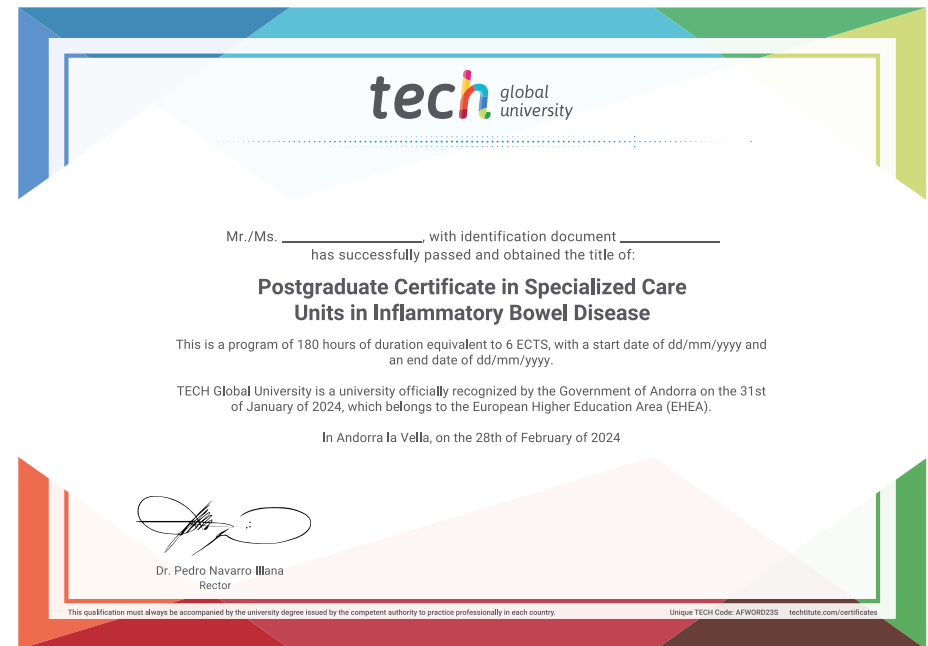 tech global university
Mr./Ms. ____________________, with identification document ______________
has successfully passed and obtained the title of:
Postgraduate Certificate in Specialized Care
Units in Inflammatory Bowel Disease
This is a program of 180 hours of duration equivalent to 6 ECTS, with a start date of dd/mm/yyyy and
an end date of dd/mm/yyyy.
TECH Global University is a university officially recognized by the Government of Andorra on the 31st
of January of 2024, which belongs to the European Higher Education Area (EHEA).
In Andorra la Vella, on the 28th of February of 2024
Dr. Pedro Navarro Illana
Rector
This qualification must always be accompanied by the university degree issued by the competent authority to practice professionally in each country.
Unique TECH Code: AFWORD23S techtitute.com/certificates